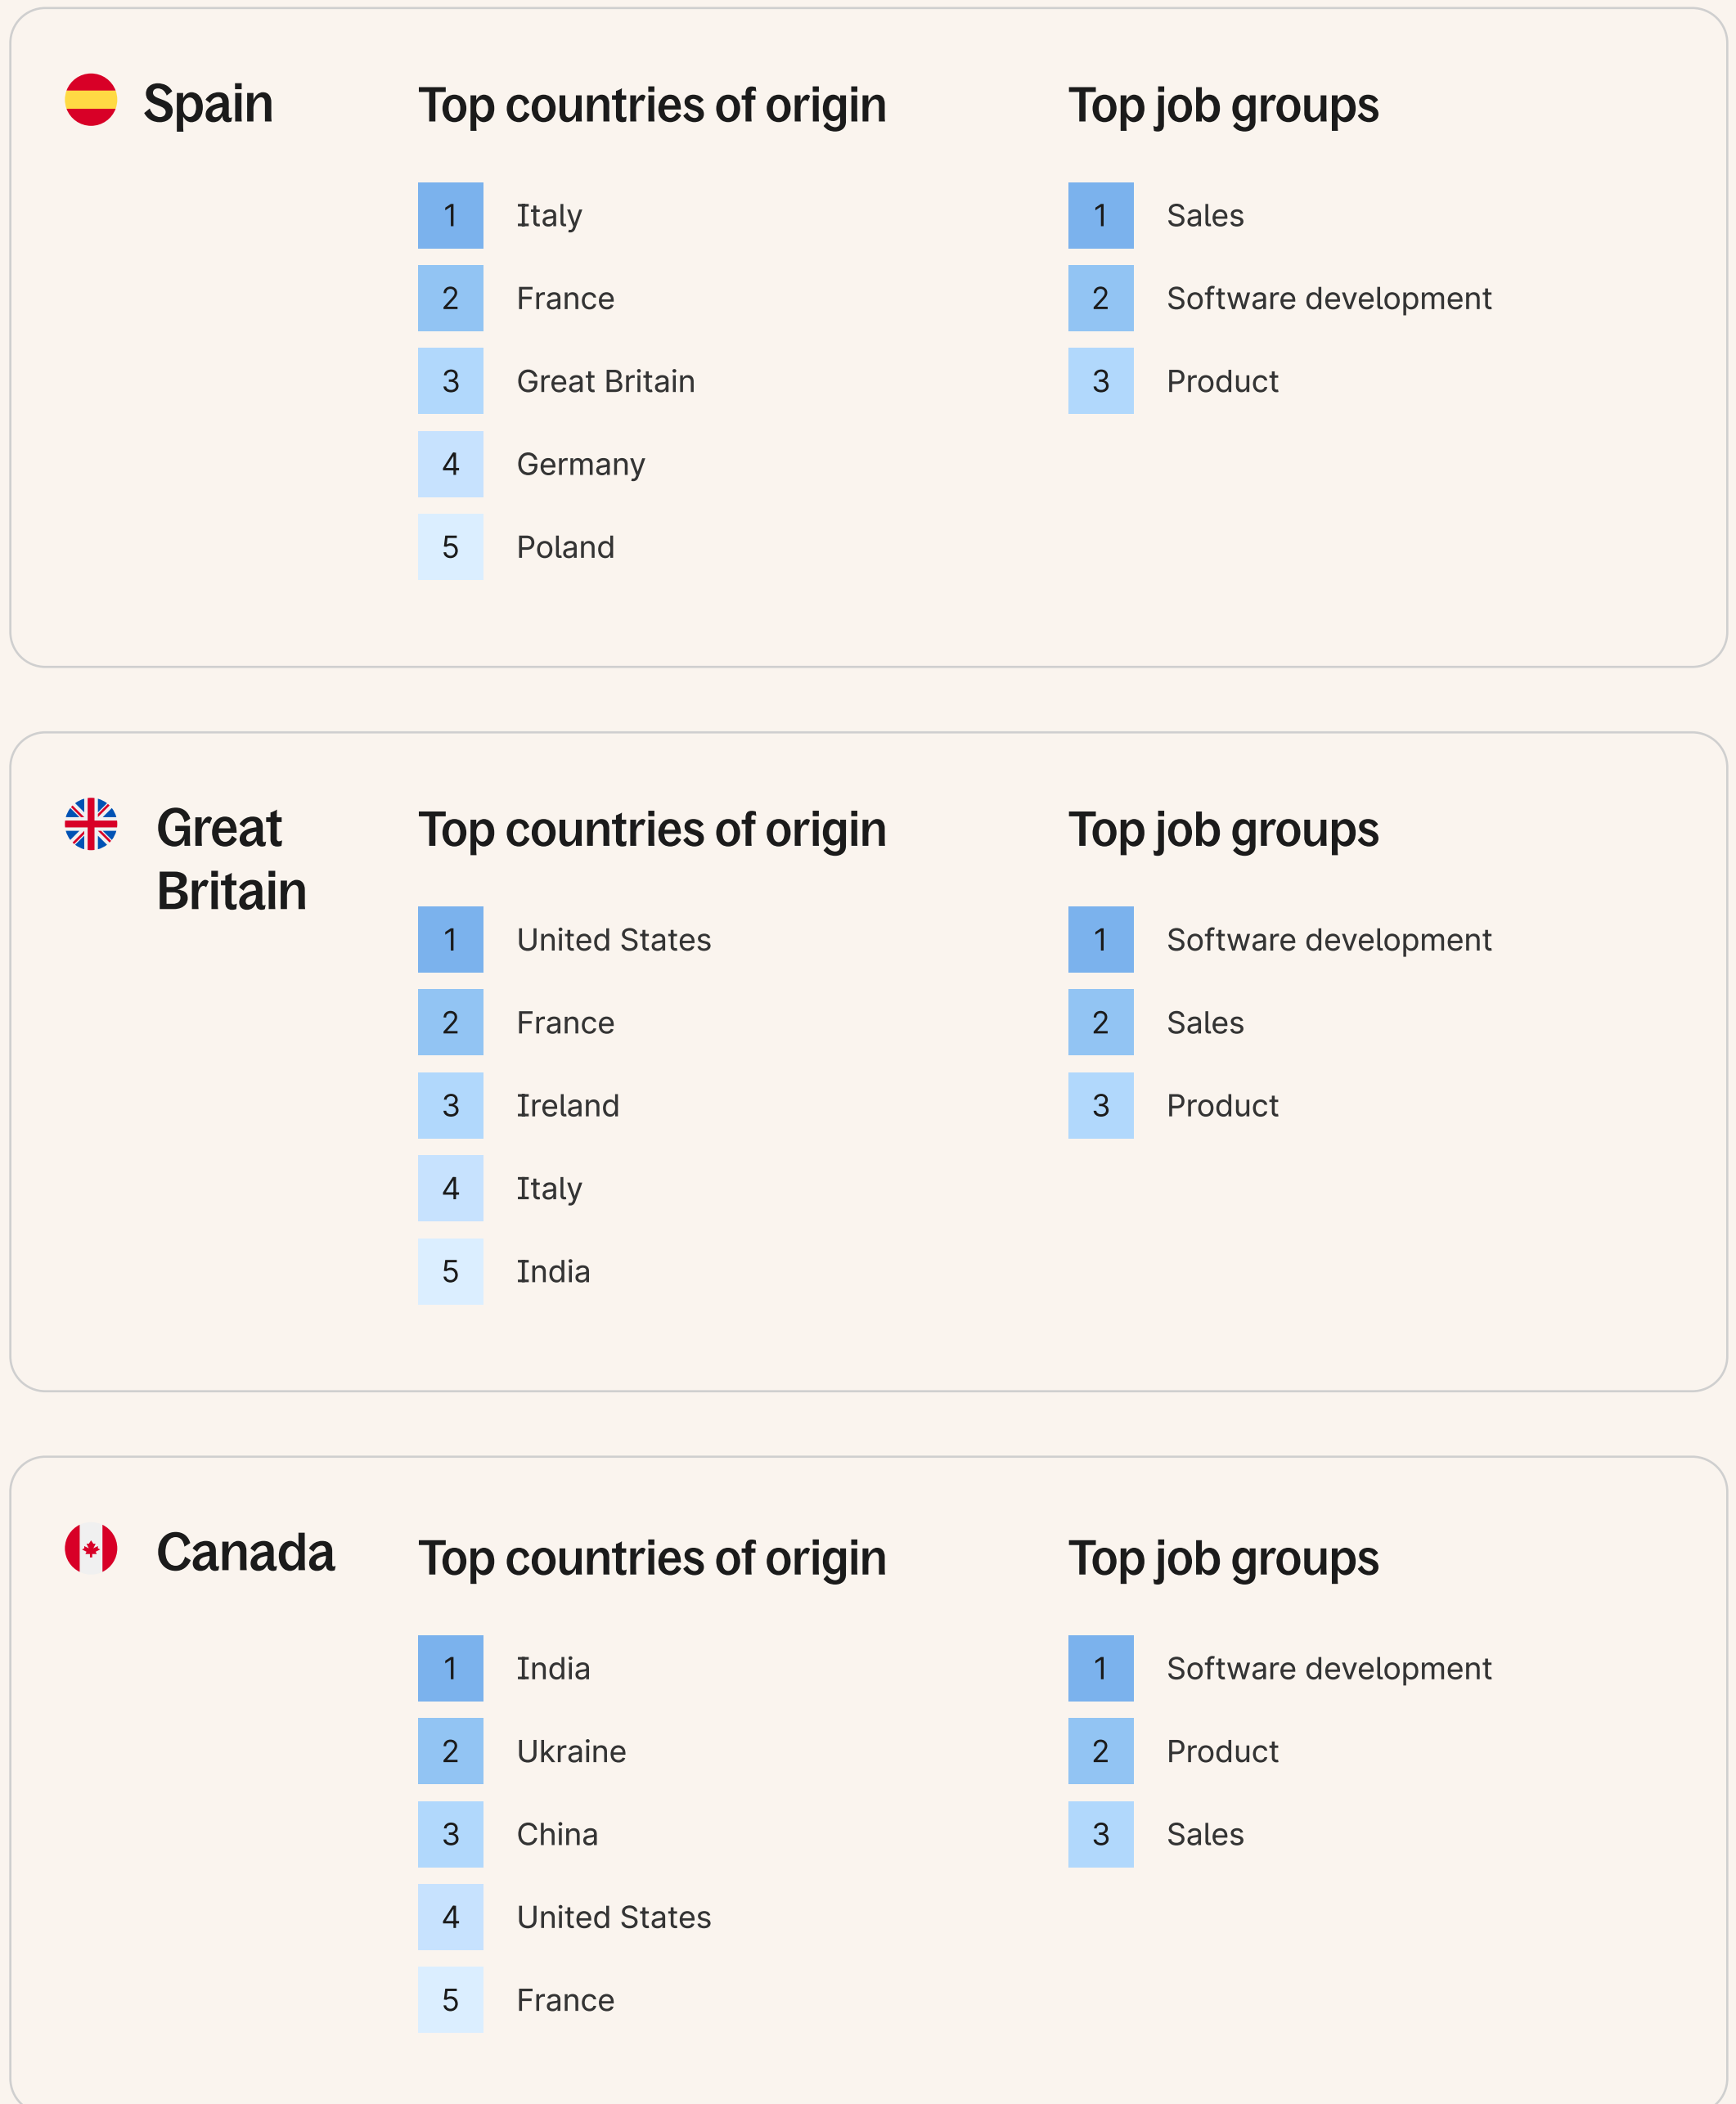 Spain
Top countries of origin
Top job groups
1 Italy
1 Sales
2 France
2 Software development
3 Great Britain
3 Product
4 Germany
5 Poland
Great
Britain
Top countries of origin
Top job groups
1 United States
1 Software development
2 France
2 Sales
3 Ireland
3 Product
4 Italy
5 India
Canada
Top countries of origin
Top job groups
1 India
1 Software development
2 Ukraine
2 Product
3 China
3 Sales
4 United States
5 France